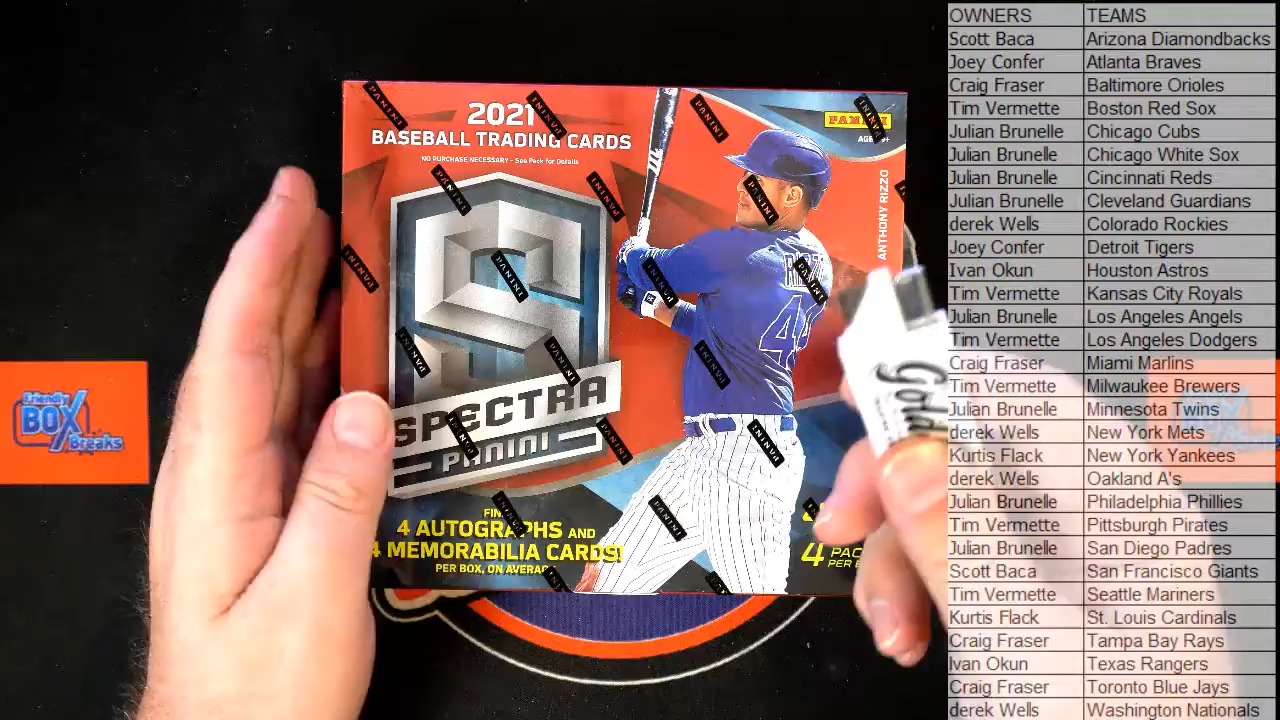 2021
BASEBALL TRADING CARDS
NO PURCHASE NECESSARY - See Pack for Details
PANINI
ANTHONY RIZZO
44
SPECTRA
PANINI
4 AUTOGRAPHS AND
4 MEMORABILIA CARDS!
PER BOX, ON AVERAGE
4
Gold
Friendly
BOX
Breaks
OWNERS TEAMS
Scott Baca Arizona Diamondbacks
Joey Confer Atlanta Braves
Craig Fraser Baltimore Orioles
Tim Vermette Boston Red Sox
Julian Brunelle Chicago Cubs
Julian Brunelle Chicago White Sox
Julian Brunelle Cincinnati Reds
Julian Brunelle Cleveland Guardians
derek Wells Colorado Rockies
Joey Confer Detroit Tigers
Ivan Okun Houston Astros
Tim Vermette Kansas City Royals
Julian Brunelle Los Angeles Angels
Tim Vermette Los Angeles Dodgers
Craig Fraser Miami Marlins
Tim Vermette Milwaukee Brewers
Julian Brunelle Minnesota Twins
derek Wells New York Mets
Kurtis Flack New York Yankees
derek Wells Oakland A's
Julian Brunelle Philadelphia Phillies
Tim Vermette Pittsburgh Pirates
Julian Brunelle San Diego Padres
Scott Baca San Francisco Giants
Tim Vermette Seattle Mariners
Kurtis Flack St. Louis Cardinals
Craig Fraser Tampa Bay Rays
Ivan Okun Texas Rangers
Craig Fraser Toronto Blue Jays
derek Wells Washington Nationals